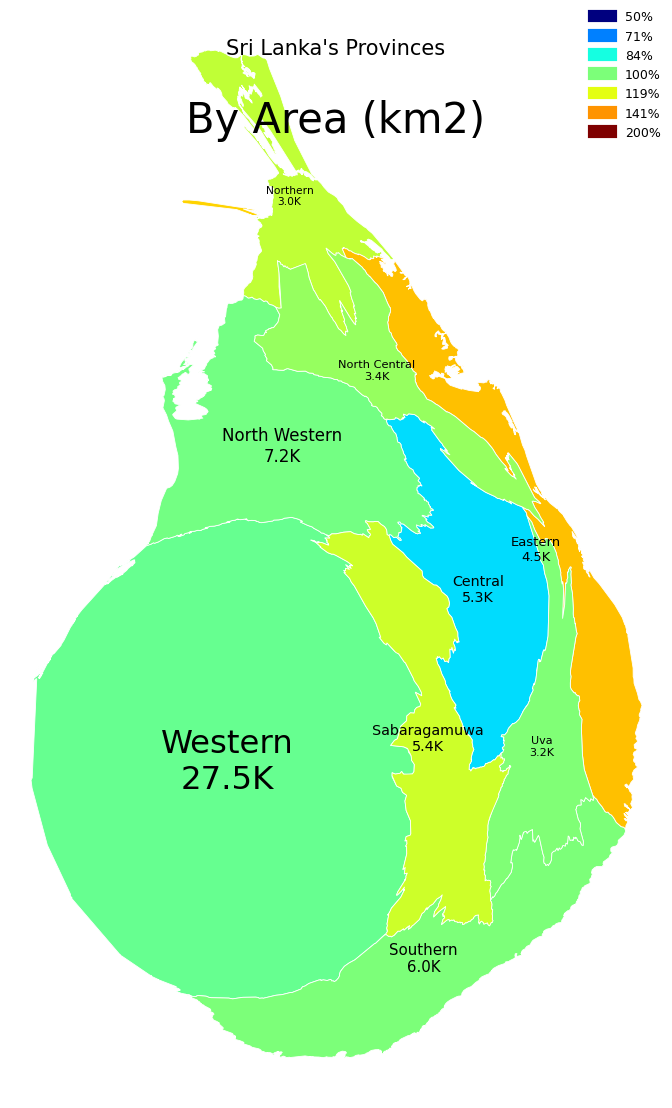 Sri Lanka's Provinces
By Area (km2)
50%
71%
84%
100%
119%
141%
200%
Northern
3.0K
North Central
3.4K
North Western
7.2K
Eastern
4.5K
Central
5.3K
Western
27.5K
Sabaragamuwa
5.4K
Uva
3.2K
Southern
6.0K